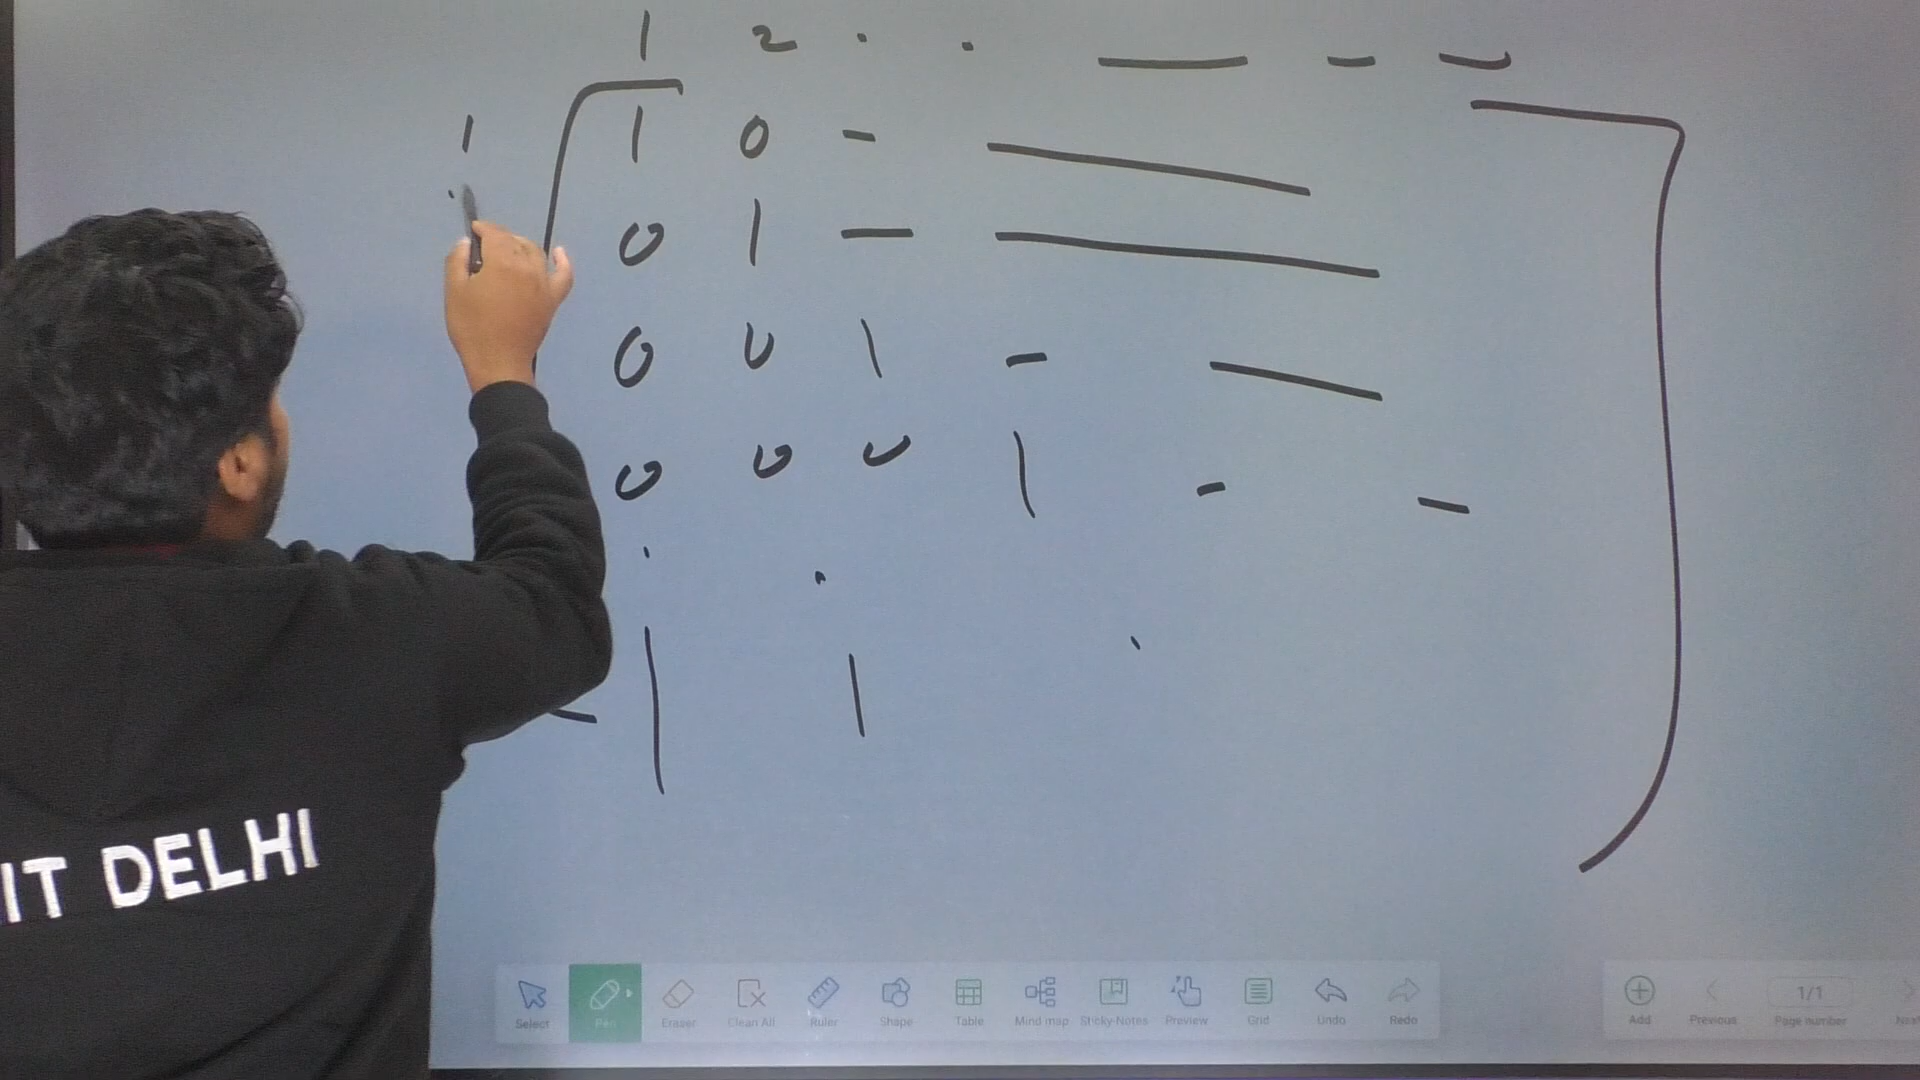 1 2 . . — - -
1 1 0 - —
. 0 1 — —
0 0 1 - —
0 0 0 1 - -
. .
| | .
IT DELHI
Select Pen Eraser Clean All Ruler Shape Table Mind map Sticky-Notes Preview Grid Undo Redo Add Previous 1/1 Page number